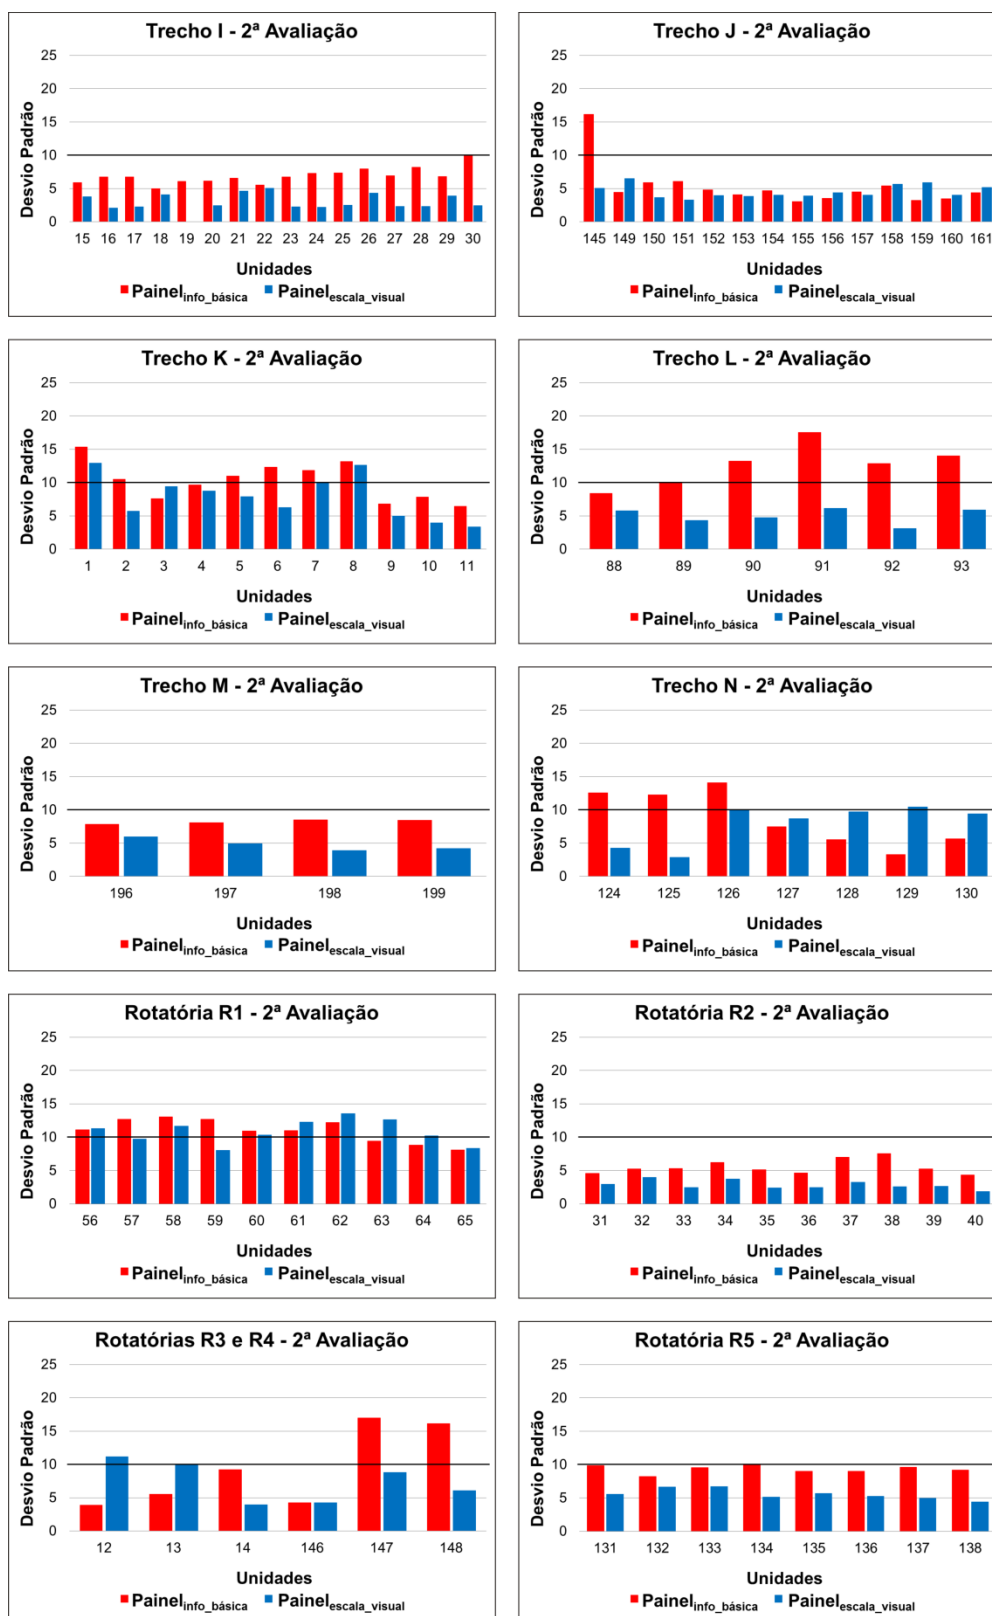 Trecho I - 2ª Avaliação
Desvio Padrão
25
20
15
10
5
0
15 16 17 18 19 20 21 22 23 24 25 26 27 28 29 30
Unidades
Painelinfo_básica Painelescala_visual
Trecho J - 2ª Avaliação
Desvio Padrão
25
20
15
10
5
0
145 149 150 151 152 153 154 155 156 157 158 159 160 161
Unidades
Painelinfo_básica Painelescala_visual
Trecho K - 2ª Avaliação
Desvio Padrão
25
20
15
10
5
0
1 2 3 4 5 6 7 8 9 10 11
Unidades
Painelinfo_básica Painelescala_visual
Trecho L - 2ª Avaliação
Desvio Padrão
25
20
15
10
5
0
88 89 90 91 92 93
Unidades
Painelinfo_básica Painelescala_visual
Trecho M - 2ª Avaliação
Desvio Padrão
25
20
15
10
5
0
196 197 198 199
Unidades
Painelinfo_básica Painelescala_visual
Trecho N - 2ª Avaliação
Desvio Padrão
25
20
15
10
5
0
124 125 126 127 128 129 130
Unidades
Painelinfo_básica Painelescala_visual
Rotatória R1 - 2ª Avaliação
Desvio Padrão
25
20
15
10
5
0
56 57 58 59 60 61 62 63 64 65
Unidades
Painelinfo_básica Painelescala_visual
Rotatória R2 - 2ª Avaliação
Desvio Padrão
25
20
15
10
5
0
31 32 33 34 35 36 37 38 39 40
Unidades
Painelinfo_básica Painelescala_visual
Rotatórias R3 e R4 - 2ª Avaliação
Desvio Padrão
25
20
15
10
5
0
12 13 14 146 147 148
Unidades
Painelinfo_básica Painelescala_visual
Rotatória R5 - 2ª Avaliação
Desvio Padrão
25
20
15
10
5
0
131 132 133 134 135 136 137 138
Unidades
Painelinfo_básica Painelescala_visual